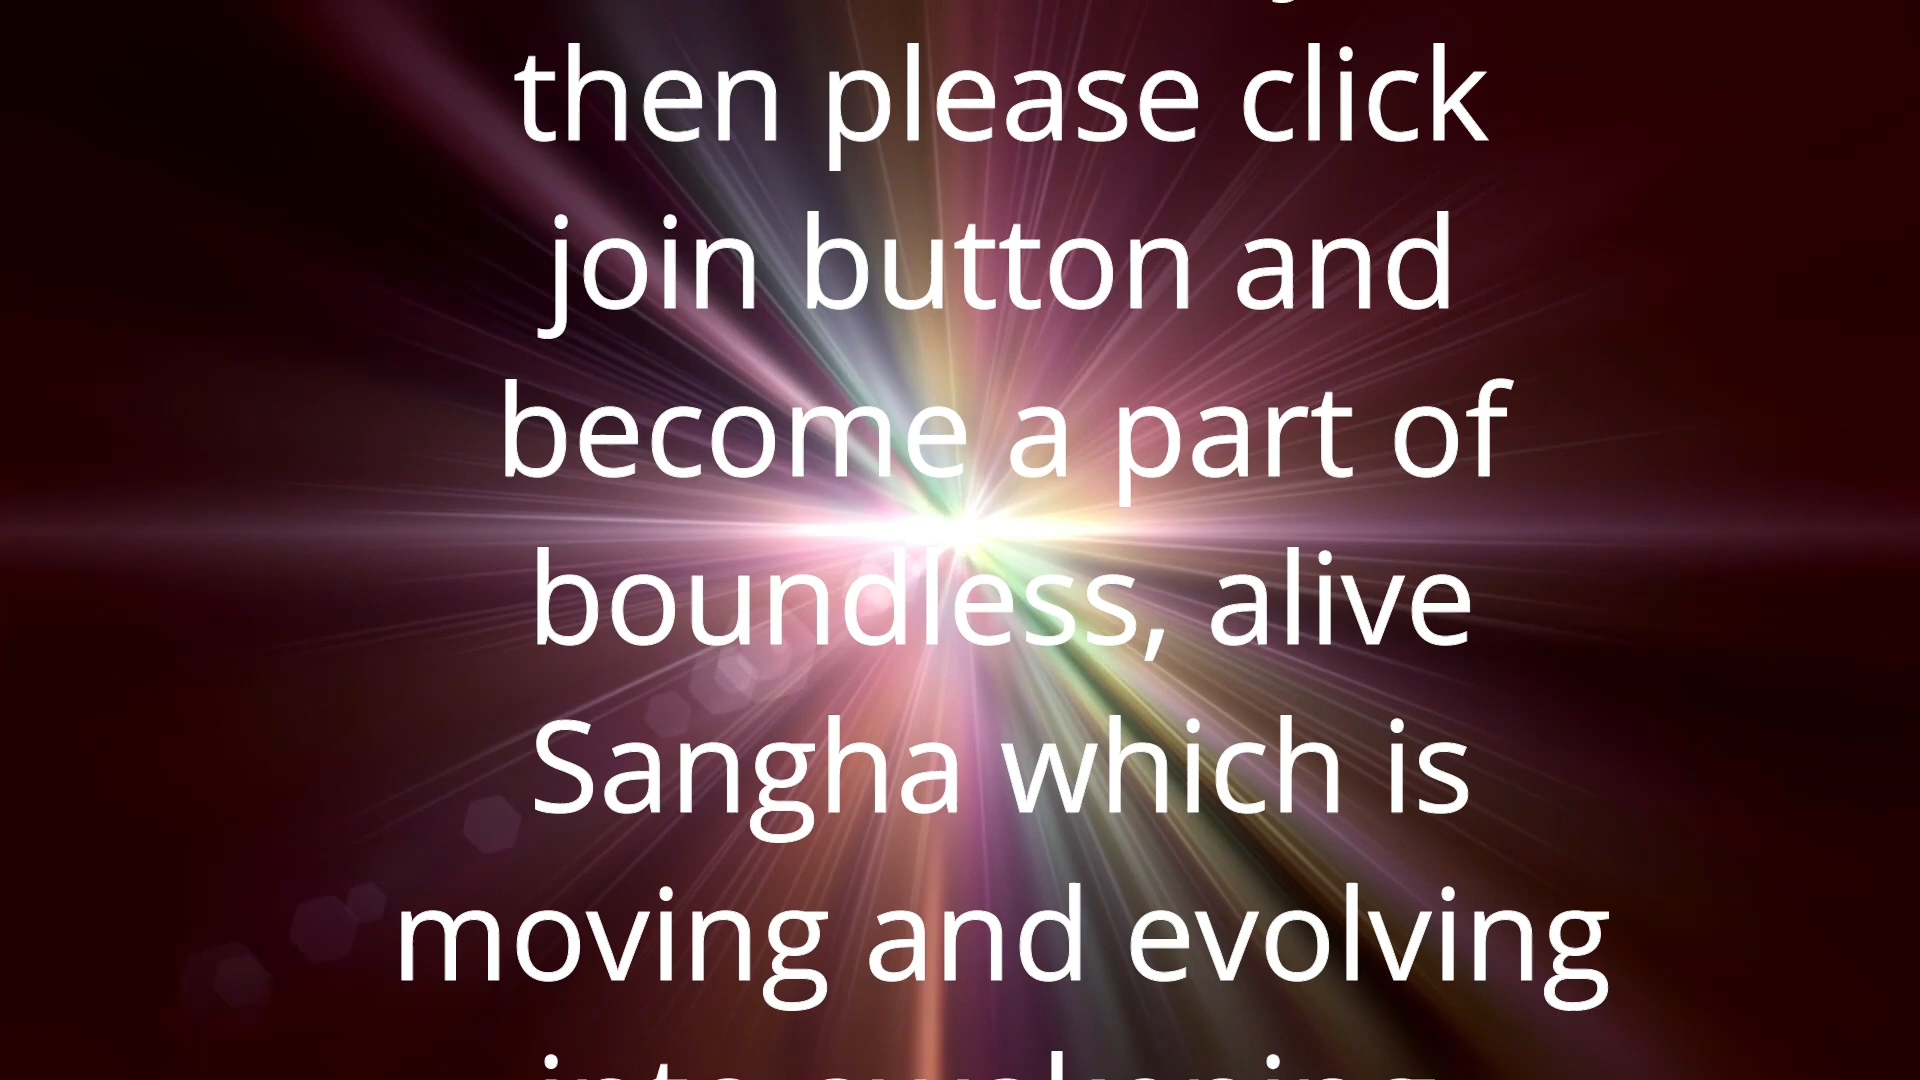 then please click
join button and
become a part of
boundless, alive
Sangha which is
moving and evolving